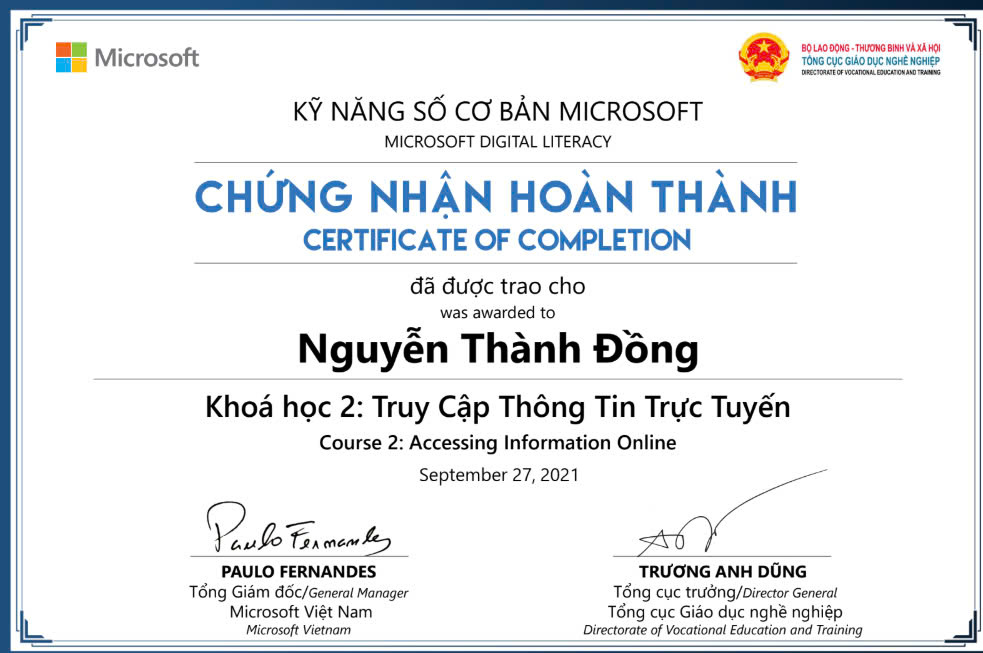 Microsoft
BỘ LAO ĐỘNG - THƯƠNG BINH VÀ XÃ HỘI
TỔNG CỤC GIÁO DỤC NGHỀ NGHIỆP
DIRECTORATE OF VOCATIONAL EDUCATION AND TRAINING
KỸ NĂNG SỐ CƠ BẢN MICROSOFT
MICROSOFT DIGITAL LITERACY
CHỨNG NHẬN HOÀN THÀNH
CERTIFICATE OF COMPLETION
đã được trao cho
was awarded to
Nguyễn Thành Đồng
Khoá học 2: Truy Cập Thông Tin Trực Tuyến
Course 2: Accessing Information Online
September 27, 2021
Paulo Fernandes
PAULO FERNANDES
Tổng Giám đốc/General Manager
Microsoft Việt Nam
Microsoft Vietnam
TRƯƠNG ANH DŨNG
Tổng cục trưởng/Director General
Tổng cục Giáo dục nghề nghiệp
Directorate of Vocational Education and Training